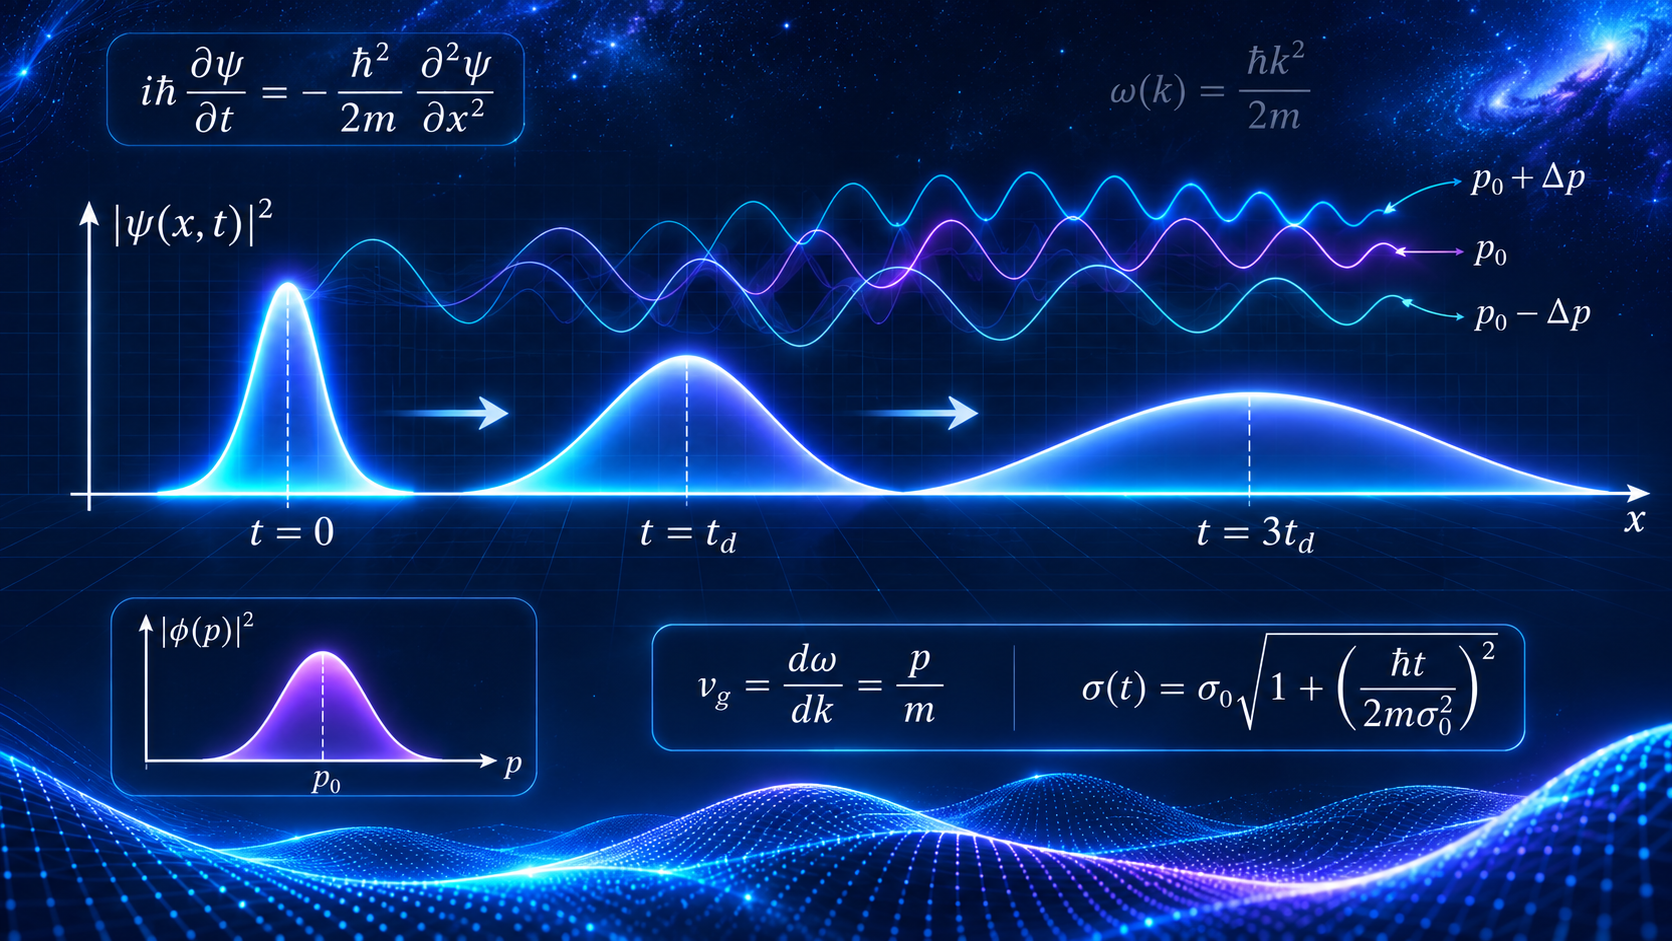 iħ ∂ψ/∂t = − ħ²/2m ∂²ψ/∂x²
ω(k) = ħk²/2m
|ψ(x, t)|²
p₀ + Δp
p₀
p₀ − Δp
t = 0
t = t_d
t = 3t_d
x
|ϕ(p)|²
p
p₀
v_g = dω/dk = p/m
σ(t) = σ₀√(1 + (ħt/2mσ₀²)²)